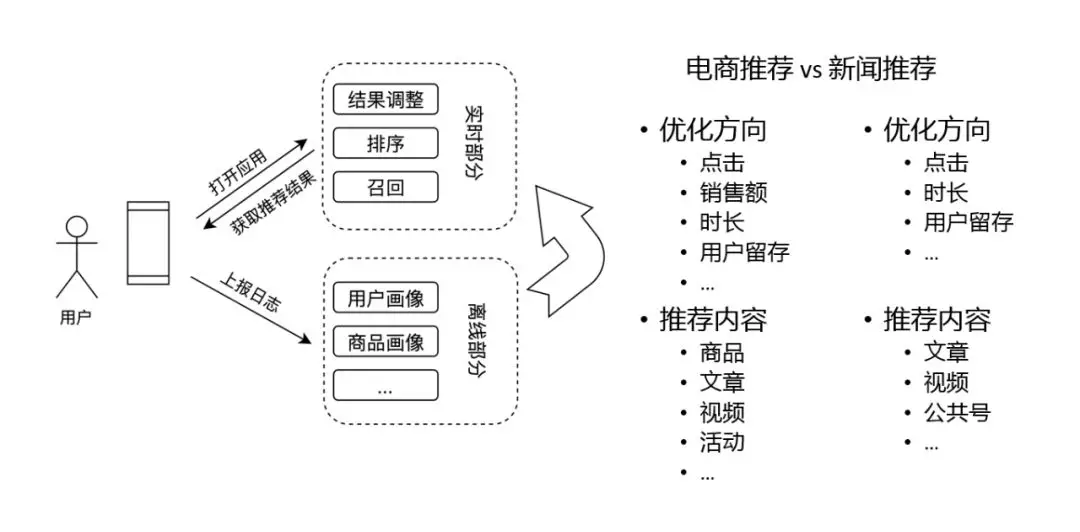 打开应用
获取推荐结果
上报日志
用户
结果调整
排序
召回
实时部分
用户画像
商品画像
...
离线部分
电商推荐 vs 新闻推荐
• 优化方向
• 点击
• 销售额
• 时长
• 用户留存
• ...
• 推荐内容
• 商品
• 文章
• 视频
• 活动
• ...
• 优化方向
• 点击
• 时长
• 用户留存
• ...
• 推荐内容
• 文章
• 视频
• 公共号
• ...